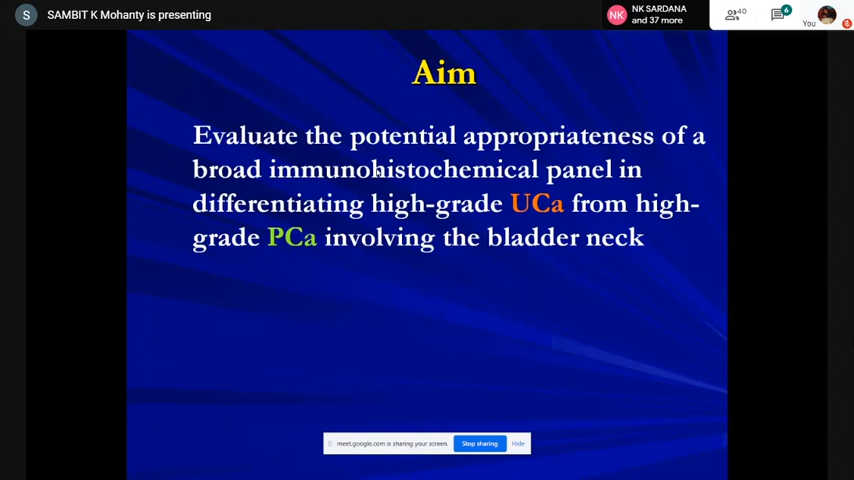 S SAMBIT K Mohanty is presenting
NK NK SARDANA
and 37 more
40
6
You
Aim
Evaluate the potential appropriateness of a
broad immunohistochemical panel in
differentiating high-grade UCa from high-
grade PCa involving the bladder neck
meet.google.com is sharing your screen. Stop sharing Hide